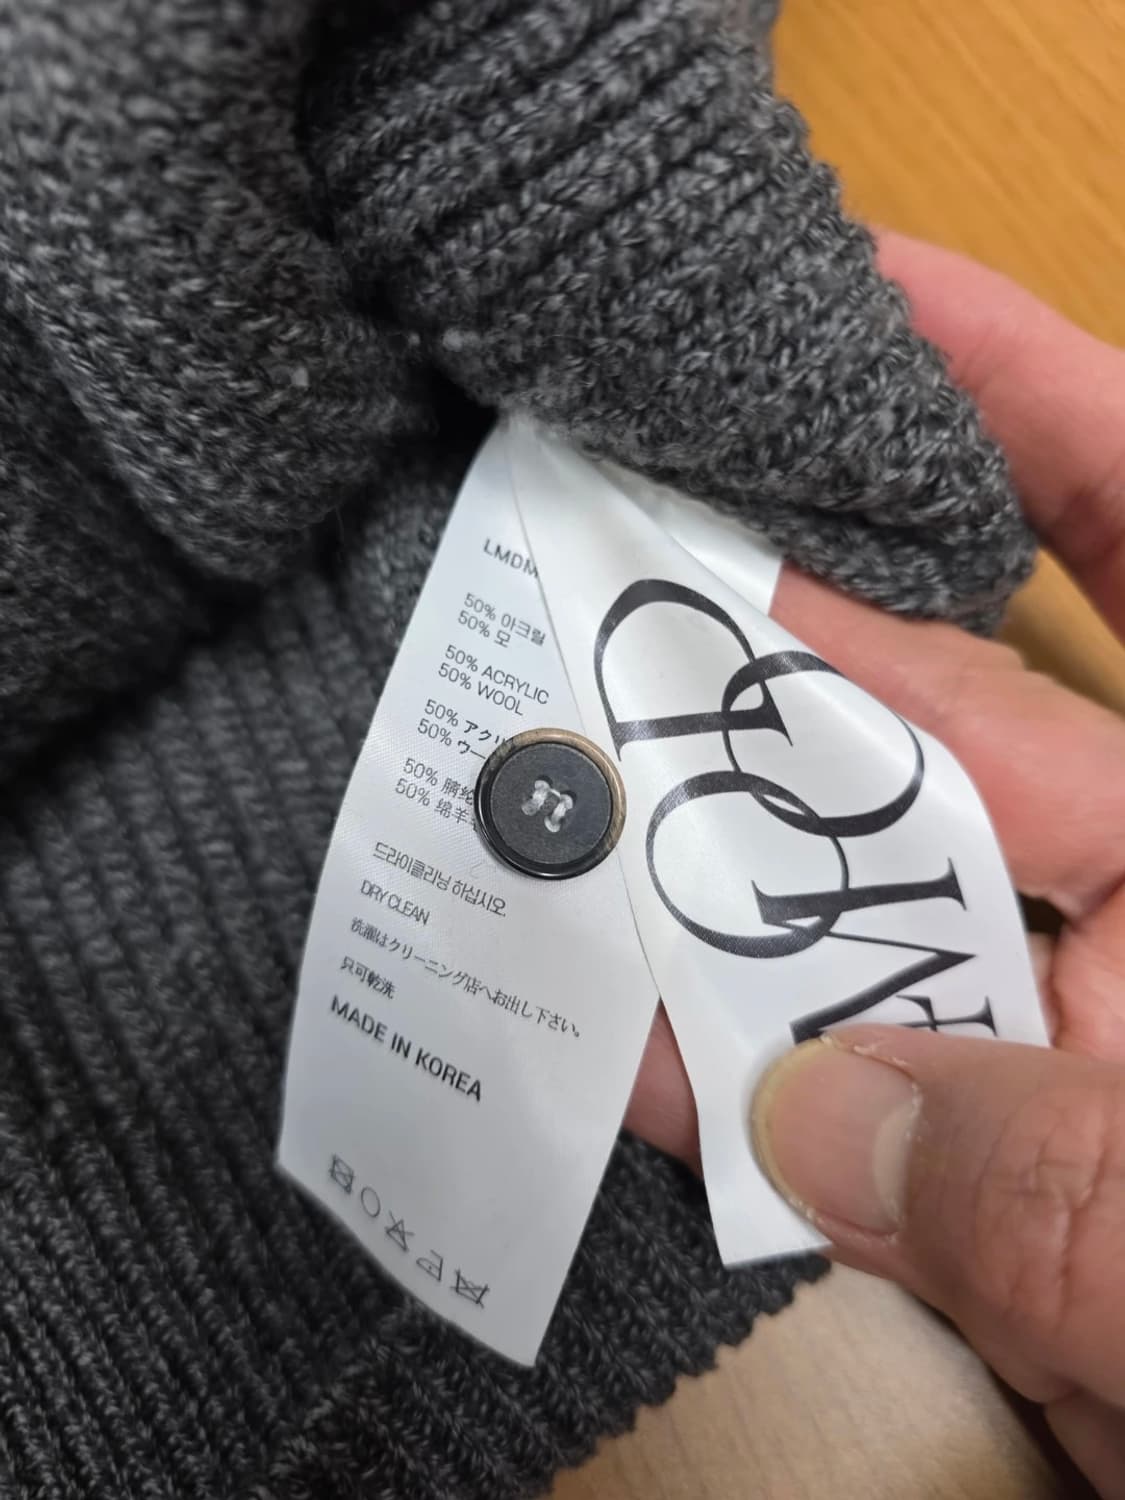 LMDM
50% 아크릴
50% 모
50% ACRYLIC
50% WOOL
50% アクリ
50% ウー
50% 腈纶
50% 绵羊
드라이클리닝 하십시오.
DRY CLEAN
洗濯はクリーニング店へお出し下さい。
只可乾洗
MADE IN KOREA